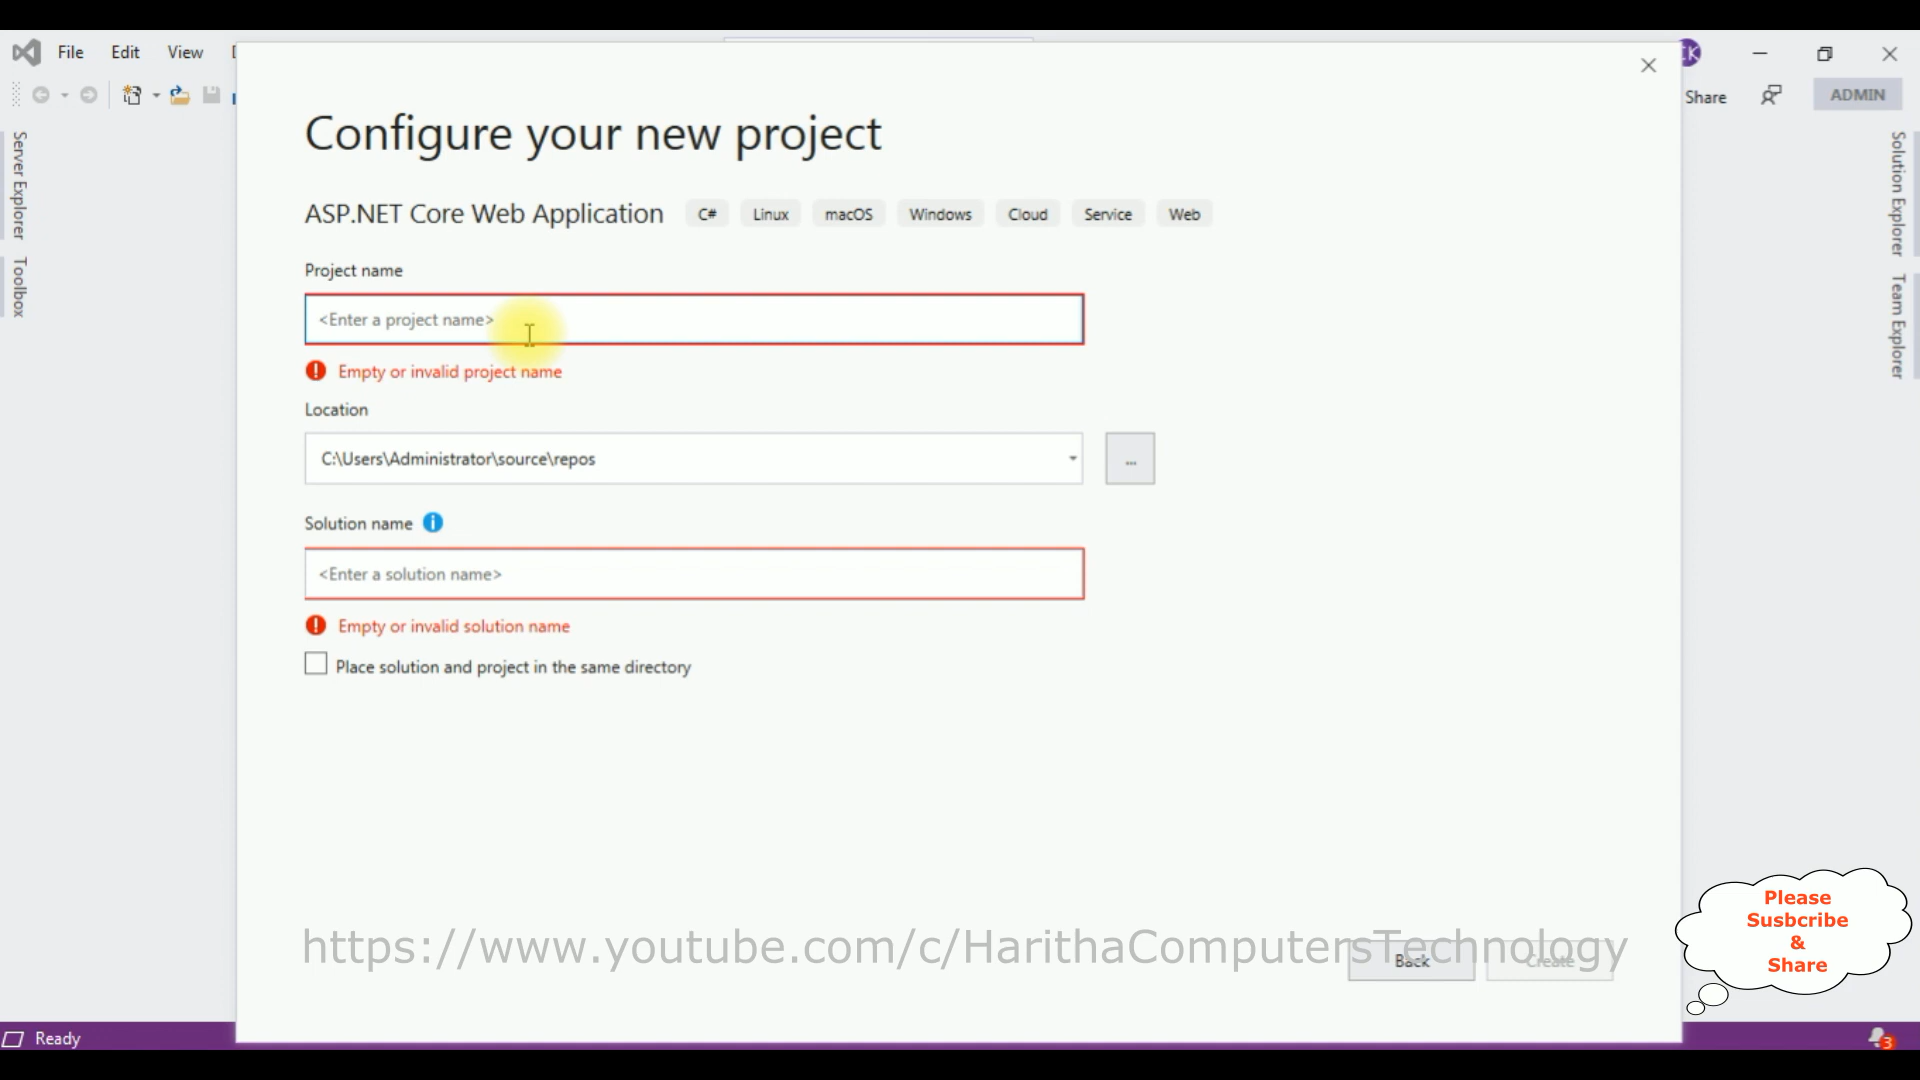 File Edit View
Share
ADMIN
Server Explorer
Toolbox
Solution Explorer
Team Explorer
Configure your new project
ASP.NET Core Web Application C# Linux macOS Windows Cloud Service Web
Project name
<Enter a project name>
Empty or invalid project name
Location
C:\Users\Administrator\source\repos
...
Solution name
<Enter a solution name>
Empty or invalid solution name
Place solution and project in the same directory
https://www.youtube.com/c/HarithaComputersTechnology
Back Create
Please
Susbcribe
&
Share
Ready
3